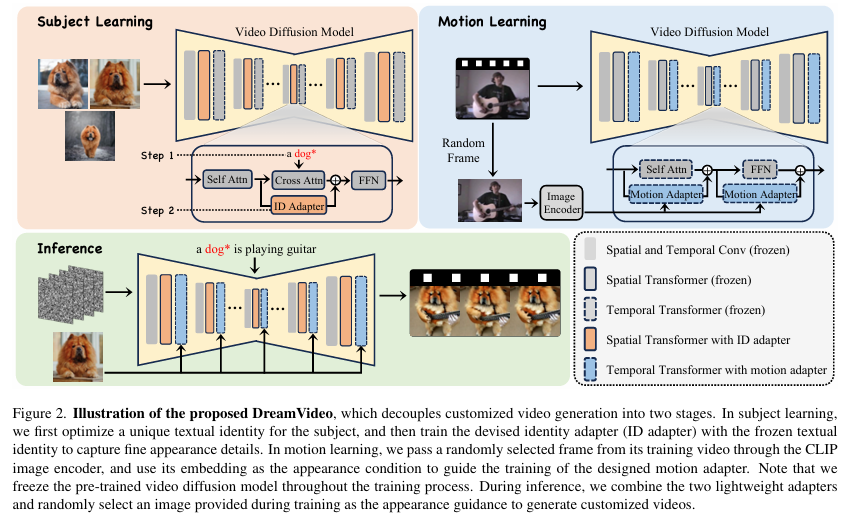 Subject Learning
Video Diffusion Model
Step 1
a dog*
Self Attn
Cross Attn
FFN
Step 2
ID Adapter
Motion Learning
Video Diffusion Model
Random
Frame
Image
Encoder
Self Attn
FFN
Motion Adapter
Motion Adapter
Inference
a dog* is playing guitar
Spatial and Temporal Conv (frozen)
Spatial Transformer (frozen)
Temporal Transformer (frozen)
Spatial Transformer with ID adapter
Temporal Transformer with motion adapter
Figure 2. Illustration of the proposed DreamVideo, which decouples customized video generation into two stages. In subject learning,
we first optimize a unique textual identity for the subject, and then train the devised identity adapter (ID adapter) with the frozen textual
identity to capture fine appearance details. In motion learning, we pass a randomly selected frame from its training video through the CLIP
image encoder, and use its embedding as the appearance condition to guide the training of the designed motion adapter. Note that we
freeze the pre-trained video diffusion model throughout the training process. During inference, we combine the two lightweight adapters
and randomly select an image provided during training as the appearance guidance to generate customized videos.